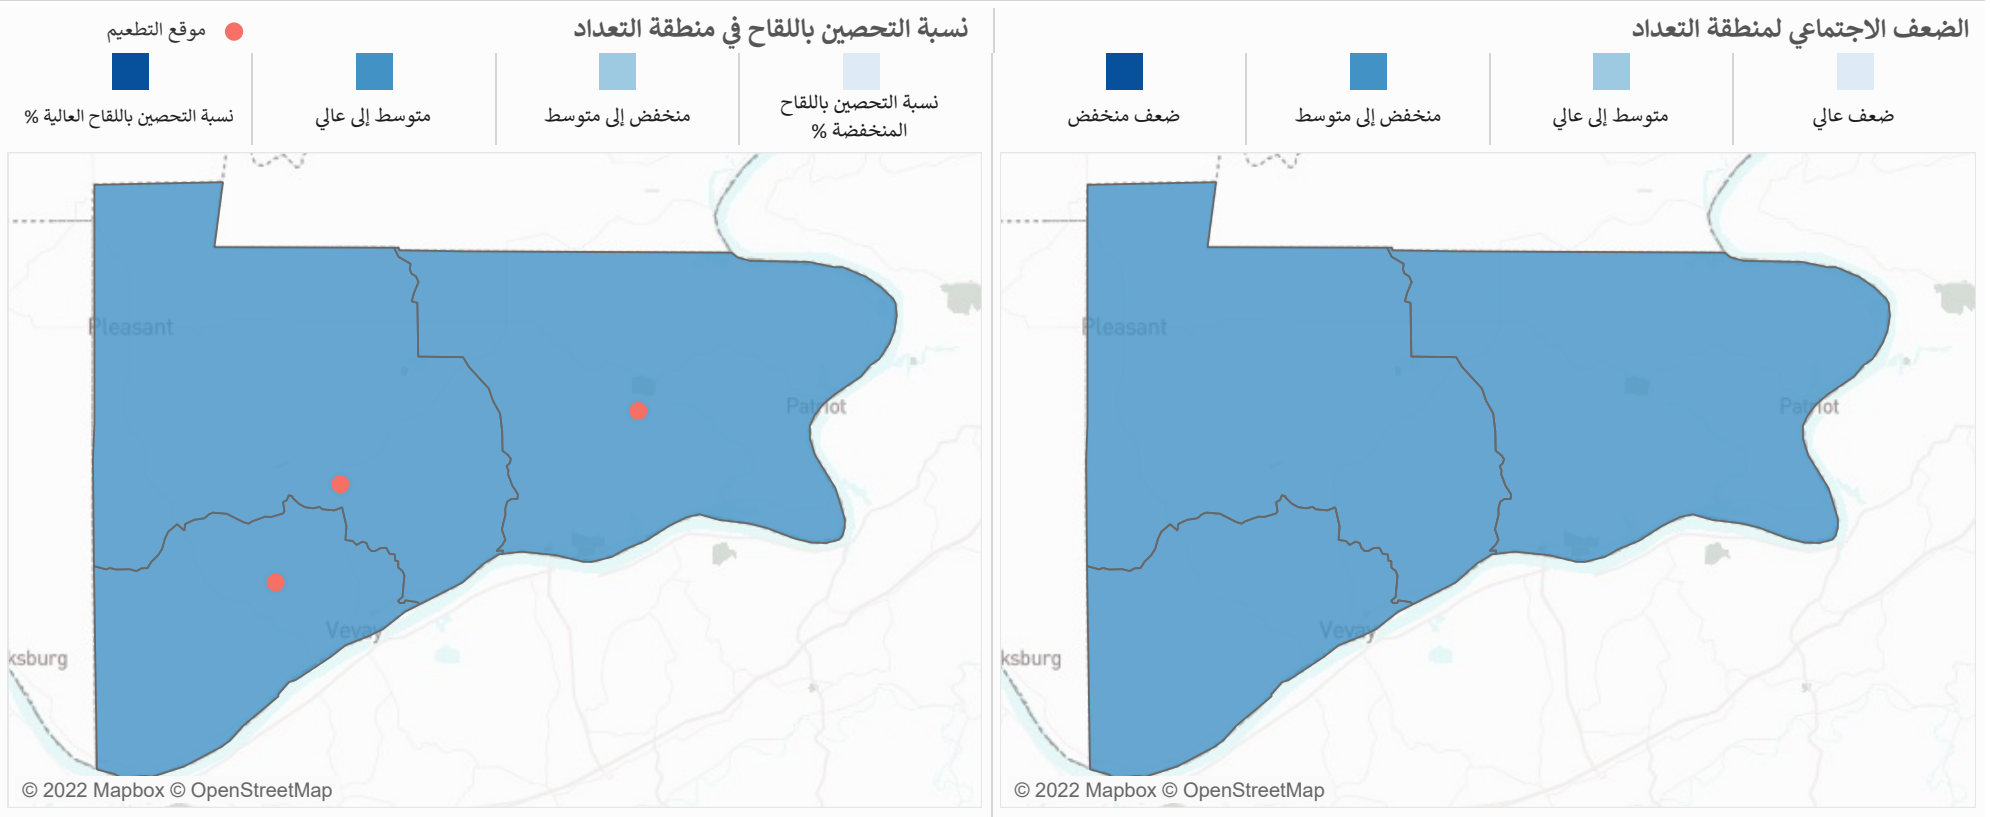 الضعف الاجتماعي لمنطقة التعداد
ضعف عالي
متوسط إلى عالي
منخفض إلى متوسط
ضعف منخفض
Pleasant
Patriot
Vevay
ksburg
© 2022 Mapbox © OpenStreetMap
نسبة التحصين باللقاح في منطقة التعداد
موقع التطعيم
نسبة التحصين باللقاح
المنخفضة %
منخفض إلى متوسط
متوسط إلى عالي
نسبة التحصين باللقاح العالية %
Pleasant
Patriot
Vevay
ksburg
© 2022 Mapbox © OpenStreetMap